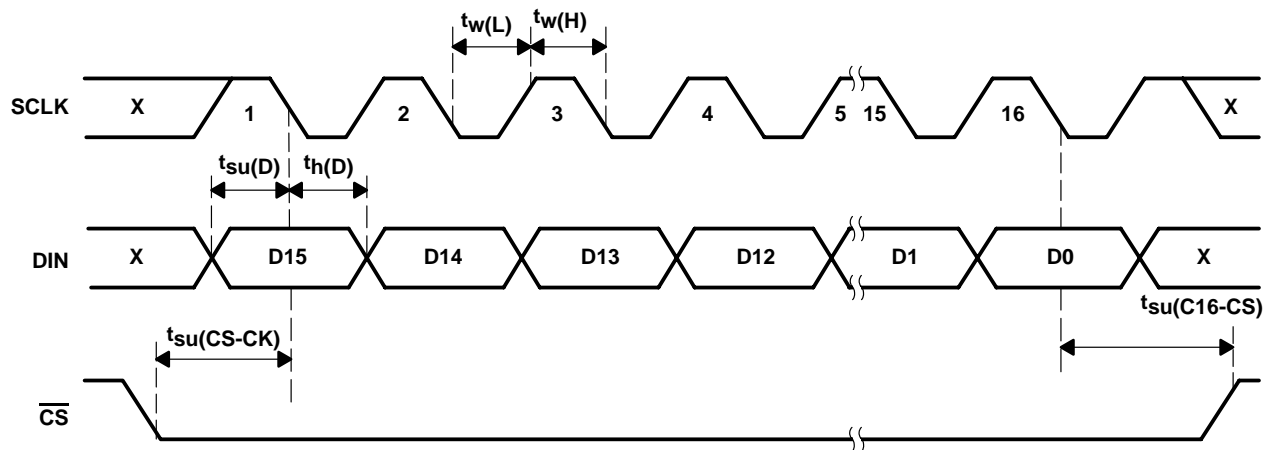 tw(L) tw(H)
SCLK X 1 2 3 4 5 15 16 X
tsu(D) th(D)
DIN X D15 D14 D13 D12 D1 D0 X
tsu(CS-CK) tsu(C16-CS)
CS